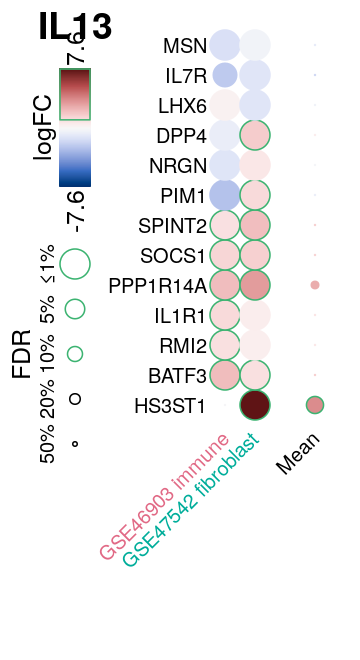 IL13
7.6
logFC
-7.6
FDR
≤1%
5%
10%
20%
50%
MSN
IL7R
LHX6
DPP4
NRGN
PIM1
SPINT2
SOCS1
PPP1R14A
IL1R1
RMI2
BATF3
HS3ST1
GSE46903 immune
GSE47542 fibroblast
Mean